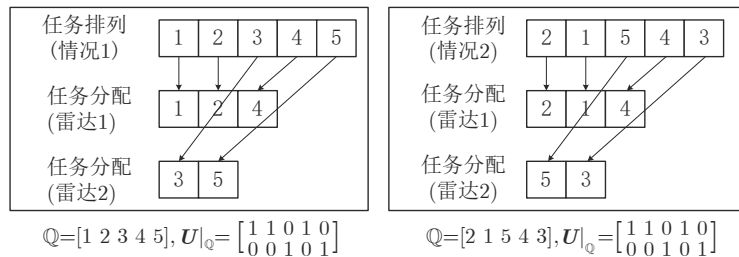 任务排列
(情况1)
1 2 3 4 5
任务分配
(雷达1)
1 2 4
任务分配
(雷达2)
3 5
ℚ=[1 2 3 4 5], U|ℚ= [1 1 0 1 0
0 0 1 0 1]
任务排列
(情况2)
2 1 5 4 3
任务分配
(雷达1)
2 1 4
任务分配
(雷达2)
5 3
ℚ=[2 1 5 4 3], U|ℚ= [1 1 0 1 0
0 0 1 0 1]